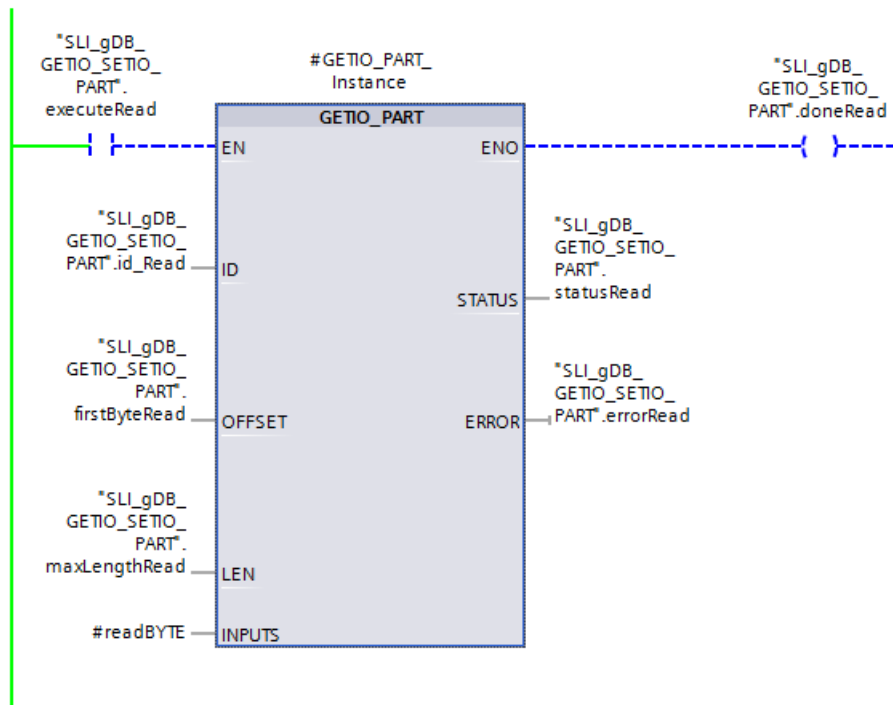 "SLI_gDB_
GETIO_SETIO_
PART".
executeRead
#GETIO_PART_
Instance
"SLI_gDB_
GETIO_SETIO_
PART".doneRead
GETIO_PART
EN
ENO
"SLI_gDB_
GETIO_SETIO_
PART".id_Read
ID
"SLI_gDB_
GETIO_SETIO_
PART".
statusRead
STATUS
"SLI_gDB_
GETIO_SETIO_
PART".
firstByteRead
OFFSET
"SLI_gDB_
GETIO_SETIO_
PART".errorRead
ERROR
"SLI_gDB_
GETIO_SETIO_
PART".
maxLengthRead
LEN
#readBYTE
INPUTS